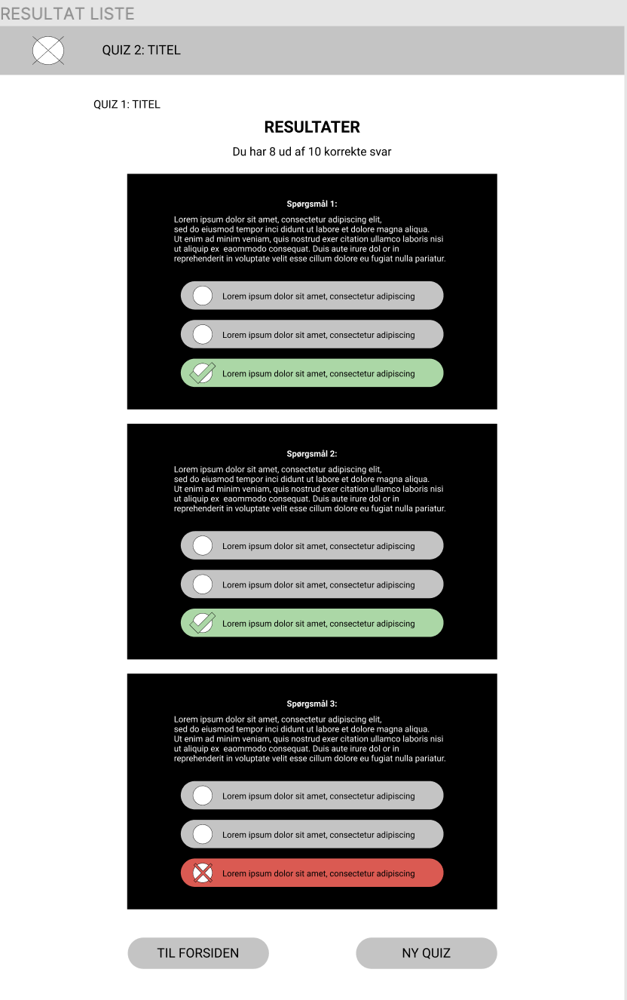 RESULTAT LISTE
QUIZ 2: TITEL
QUIZ 1: TITEL
RESULTATER
Du har 8 ud af 10 korrekte svar
Spørgsmål 1:
Lorem ipsum dolor sit amet, consectetur adipiscing elit,
sed do eiusmod tempor inci didunt ut labore et dolore magna aliqua.
Ut enim ad minim veniam, quis nostrud exer citation ullamco laboris nisi
ut aliquip ex  eaommodo consequat. Duis aute irure dol or in
reprehenderit in voluptate velit esse cillum dolore eu fugiat nulla pariatur.
Lorem ipsum dolor sit amet, consectetur adipiscing
Lorem ipsum dolor sit amet, consectetur adipiscing
Lorem ipsum dolor sit amet, consectetur adipiscing
Spørgsmål 2:
Lorem ipsum dolor sit amet, consectetur adipiscing elit,
sed do eiusmod tempor inci didunt ut labore et dolore magna aliqua.
Ut enim ad minim veniam, quis nostrud exer citation ullamco laboris nisi
ut aliquip ex  eaommodo consequat. Duis aute irure dol or in
reprehenderit in voluptate velit esse cillum dolore eu fugiat nulla pariatur.
Lorem ipsum dolor sit amet, consectetur adipiscing
Lorem ipsum dolor sit amet, consectetur adipiscing
Lorem ipsum dolor sit amet, consectetur adipiscing
Spørgsmål 3:
Lorem ipsum dolor sit amet, consectetur adipiscing elit,
sed do eiusmod tempor inci didunt ut labore et dolore magna aliqua.
Ut enim ad minim veniam, quis nostrud exer citation ullamco laboris nisi
ut aliquip ex  eaommodo consequat. Duis aute irure dol or in
reprehenderit in voluptate velit esse cillum dolore eu fugiat nulla pariatur.
Lorem ipsum dolor sit amet, consectetur adipiscing
Lorem ipsum dolor sit amet, consectetur adipiscing
Lorem ipsum dolor sit amet, consectetur adipiscing
TIL FORSIDEN
NY QUIZ